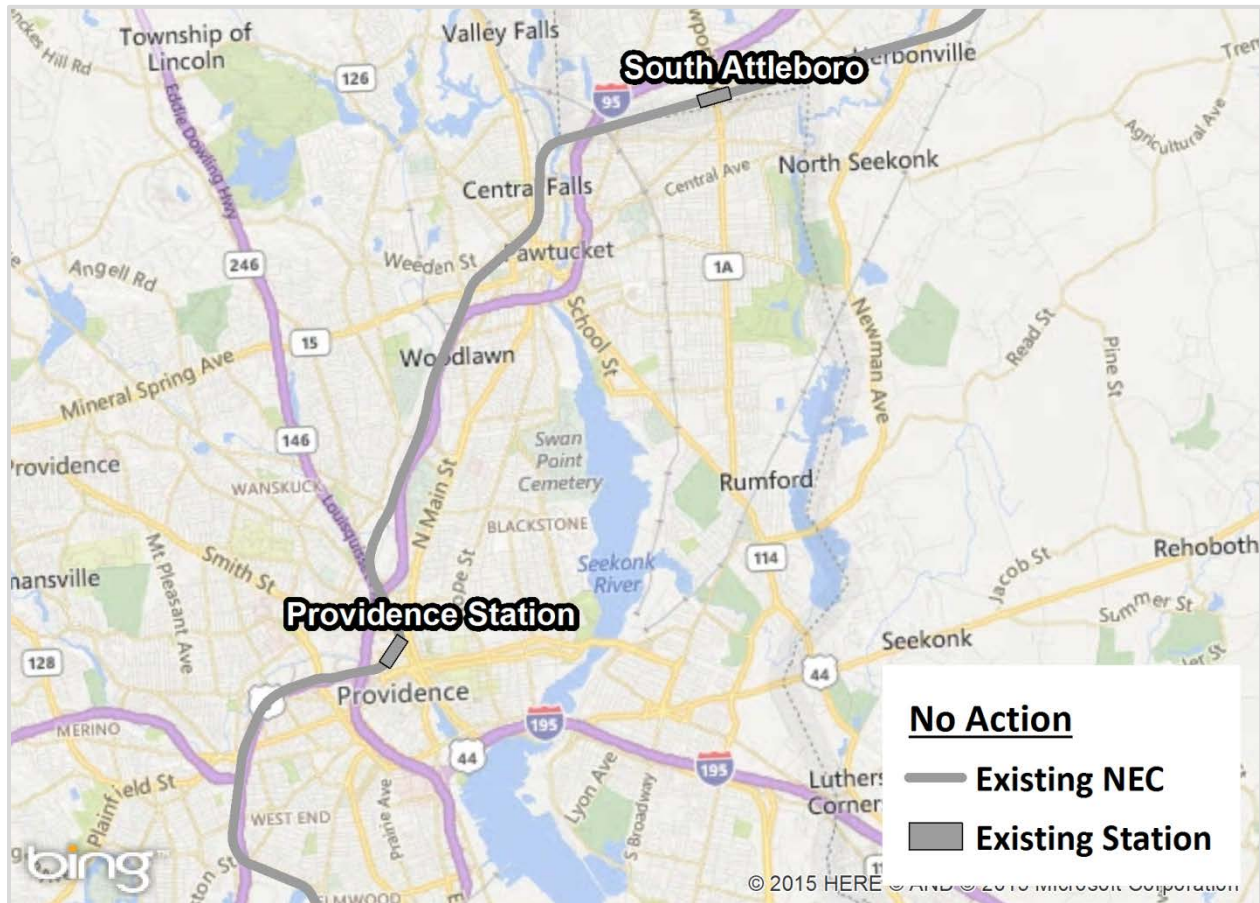 Township of
Lincoln
Hill Rd
Eddie Dowling Hwy
126
Valley Falls
South Attleboro
95
Central Falls
Central Ave
North Seekonk
Agricultural Ave
246
Angell Rd
Weeden St
Pawtucket
1A
School St
Newman Ave
Read St
Pine St
15
Woodlawn
Mineral Spring Ave
146
Swan
Point
Cemetery
N Main St
WANSKUCK
BLACKSTONE
Rumford
Smith St
Mt Pleasant Ave
Seekonk
River
114
Jacob St
Rehoboth
Summer St
Providence Station
128
Providence
Seekonk
44
MERINO
195
44
195
Lyon Ave
S Broadway
WEST END
Prairie Ave
Plainfield St
ELMWOOD
No Action
Existing NEC
Existing Station
bing
© 2015 HERE